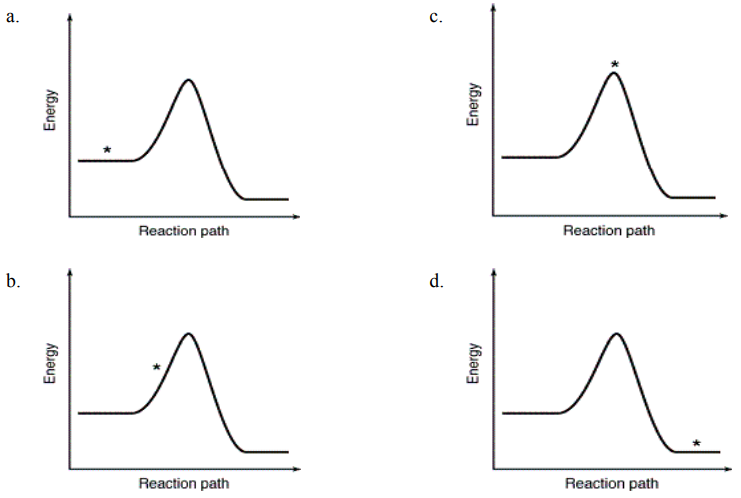 a.
Energy
*
Reaction path
c.
Energy
*
Reaction path
b.
Energy
*
Reaction path
d.
Energy
*
Reaction path